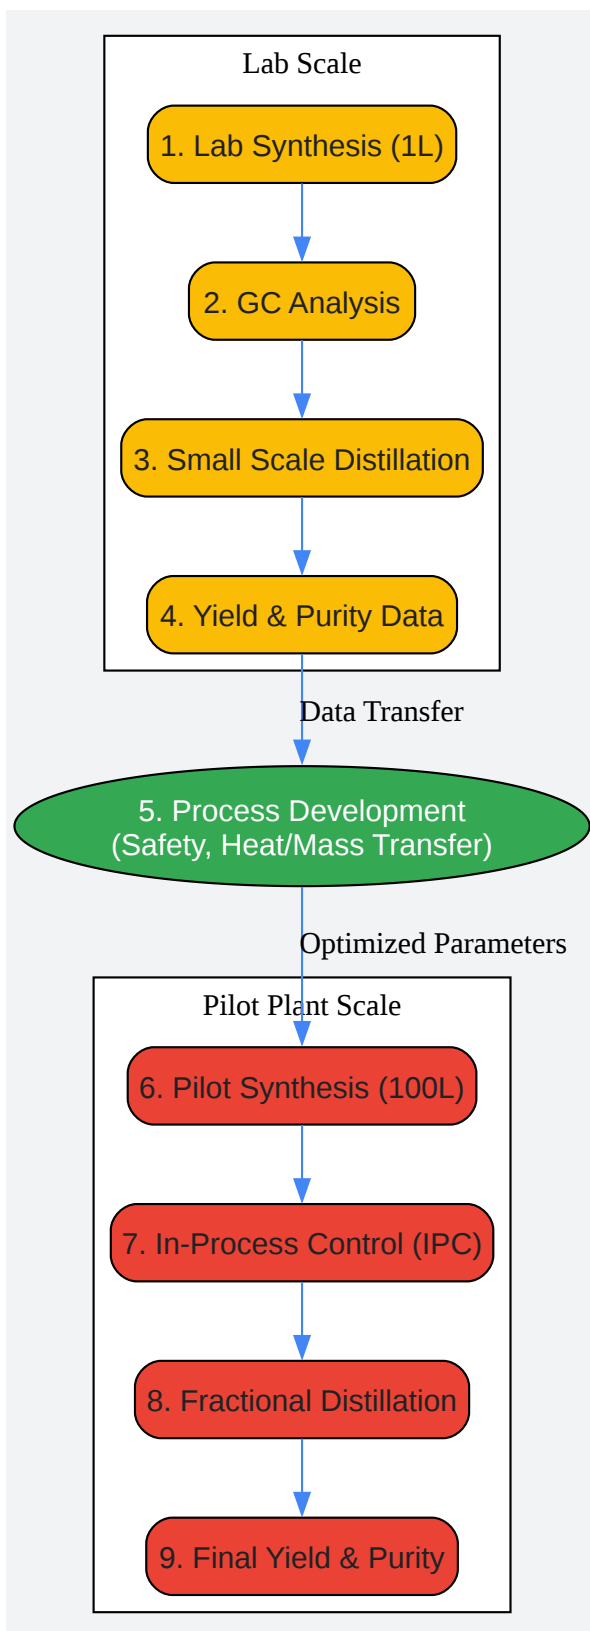 Lab Scale
1. Lab Synthesis (1L)
2. GC Analysis
3. Small Scale Distillation
4. Yield & Purity Data
Data Transfer
5. Process Development
(Safety, Heat/Mass Transfer)
Optimized Parameters
Pilot Plant Scale
6. Pilot Synthesis (100L)
7. In-Process Control (IPC)
8. Fractional Distillation
9. Final Yield & Purity